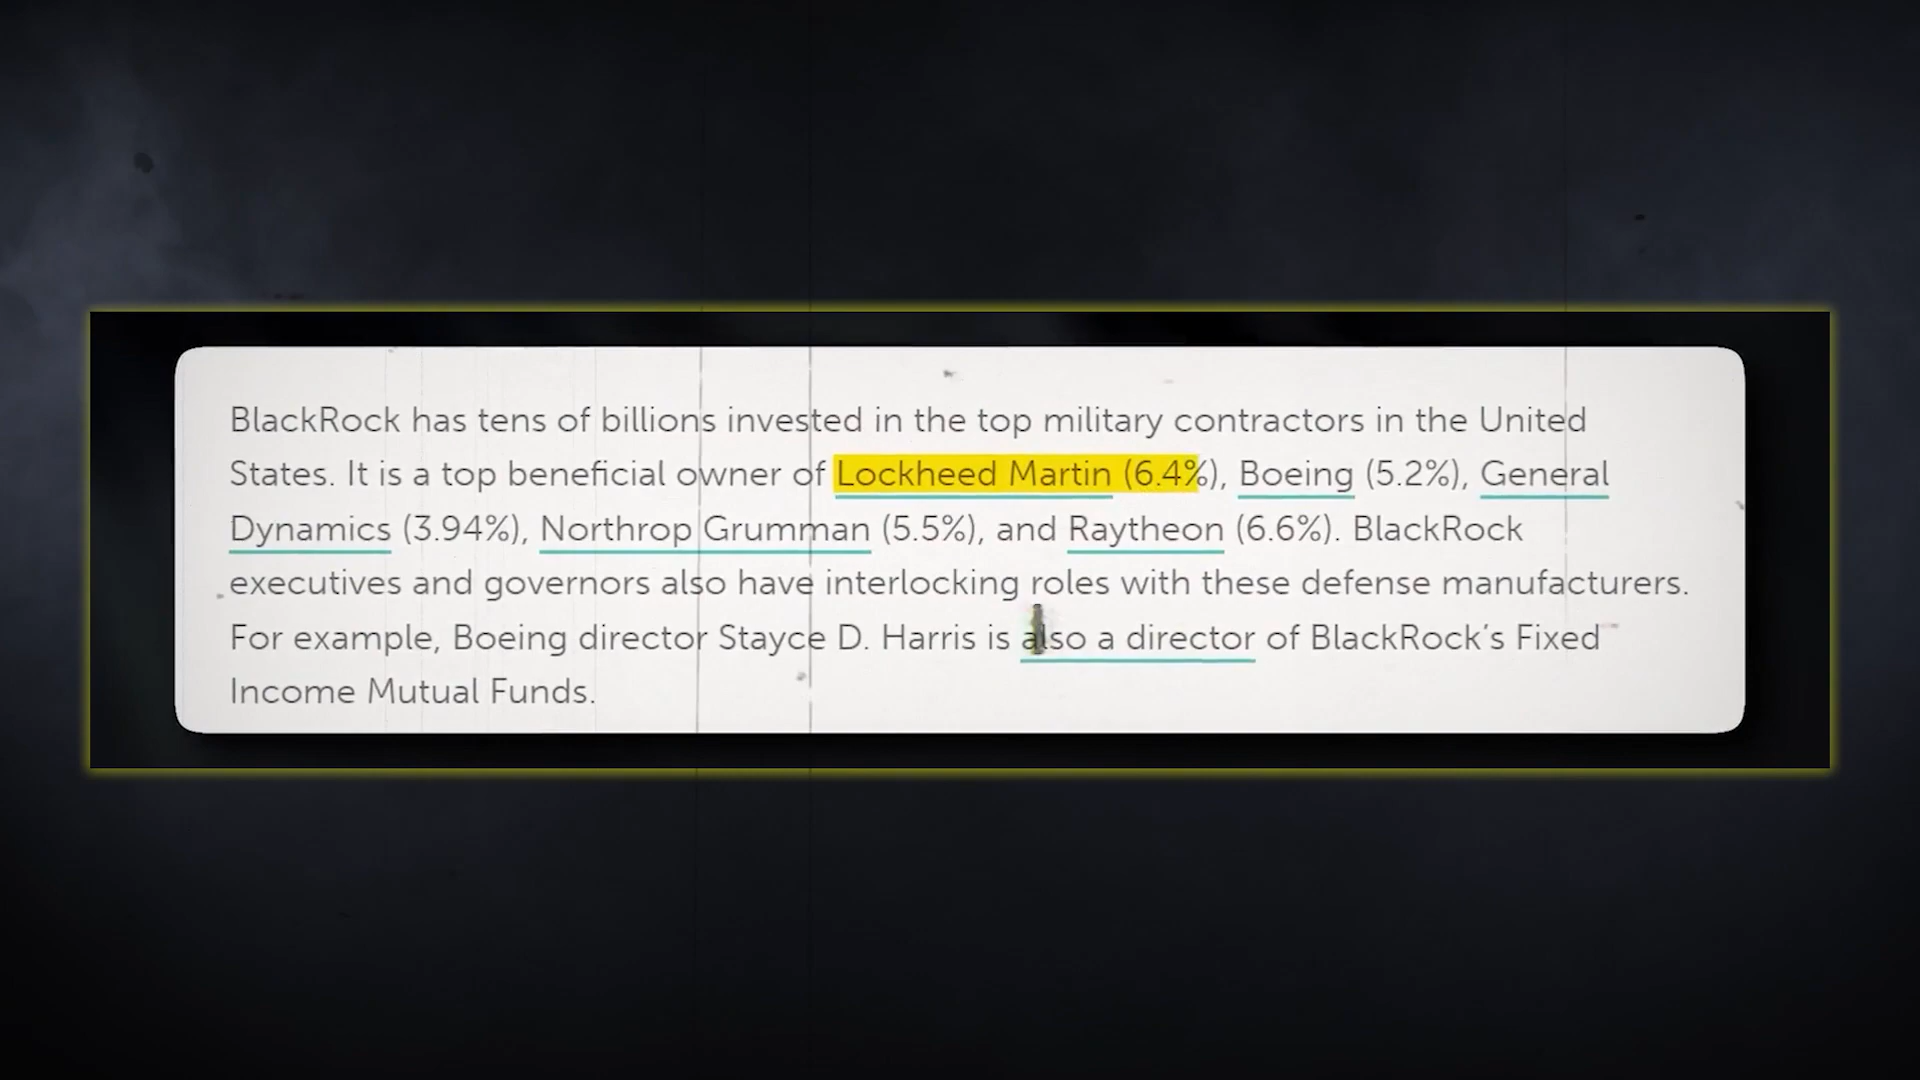 BlackRock has tens of billions invested in the top military contractors in the United
States. It is a top beneficial owner of Lockheed Martin (6.4%), Boeing (5.2%), General
Dynamics (3.94%), Northrop Grumman (5.5%), and Raytheon (6.6%). BlackRock
executives and governors also have interlocking roles with these defense manufacturers.
For example, Boeing director Stayce D. Harris is also a director of BlackRock’s Fixed
Income Mutual Funds.